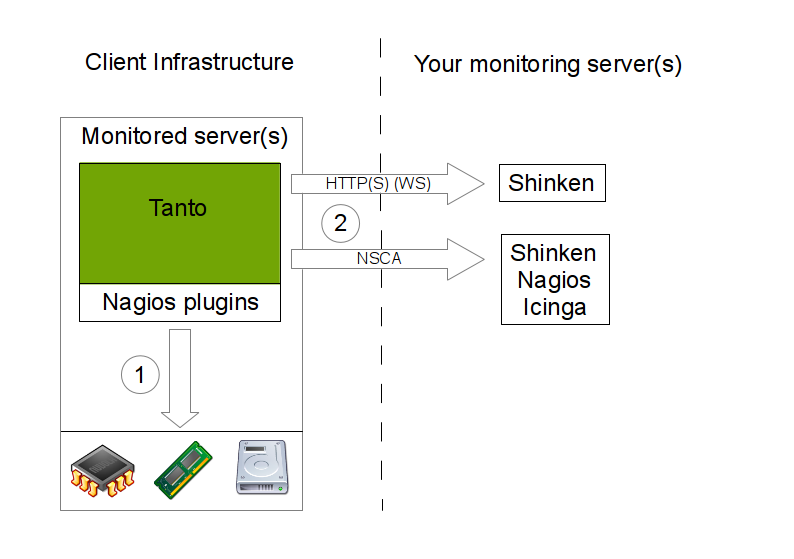 Client Infrastructure
Your monitoring server(s)
Monitored server(s)
Tanto
HTTP(S) (WS)
Shinken
2
NSCA
Shinken
Nagios
Icinga
Nagios plugins
1